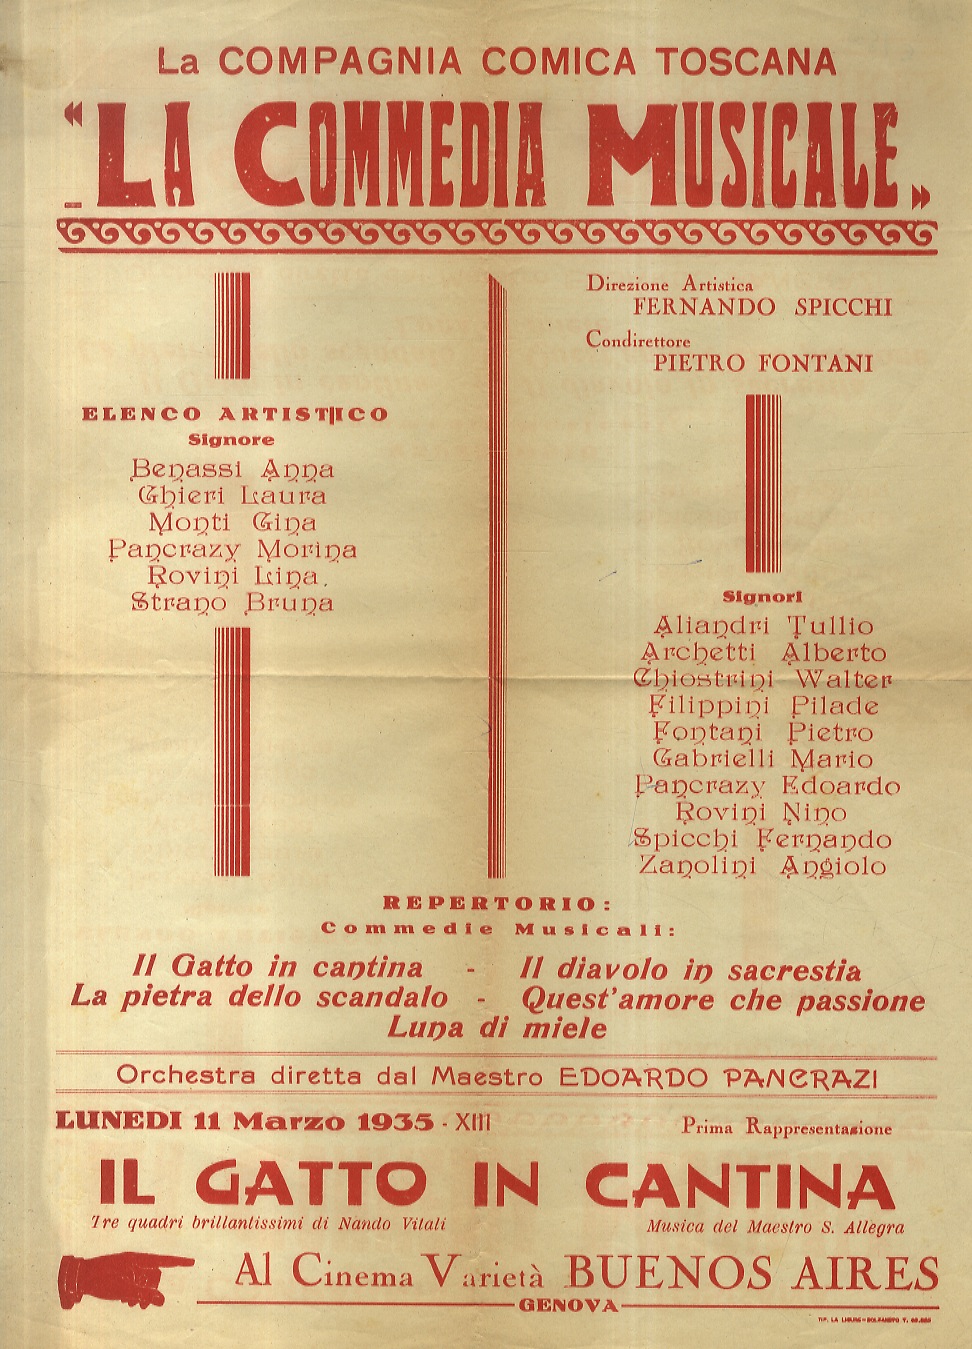 La COMPAGNIA COMICA TOSCANA
“LA COMMEDIA MUSICALE„
Direzione Artistica
FERNANDO SPICCHI
Condirettore
PIETRO FONTANI
ELENCO ARTISTICO
Signore
Benassi Anna
Ghieri Laura
Monti Gina
Pancrazy Morina
Rovini Lina
Strano Bruna
Signori
Aliandri Tullio
Archetti Alberto
Chiostrini Walter
Filippini Pilade
Fontani Pietro
Gabrielli Mario
Pancrazy Edoardo
Rovini Nino
Spicchi Fernando
Zanolini Angiolo
REPERTORIO:
Commedie Musicali:
Il Gatto in cantina - Il diavolo in sacrestia
La pietra dello scandalo - Quest'amore che passione
Luna di miele
Orchestra diretta dal Maestro EDOARDO PANCRAZI
LUNEDI 11 Marzo 1935 - XIII Prima Rappresentazione
IL GATTO IN CANTINA
Tre quadri brillantissimi di Nando Vitali Musica del Maestro S. Allegra
Al Cinema Varietà BUENOS AIRES
GENOVA
TIP. LA LIGURE - BOLZANETO T.